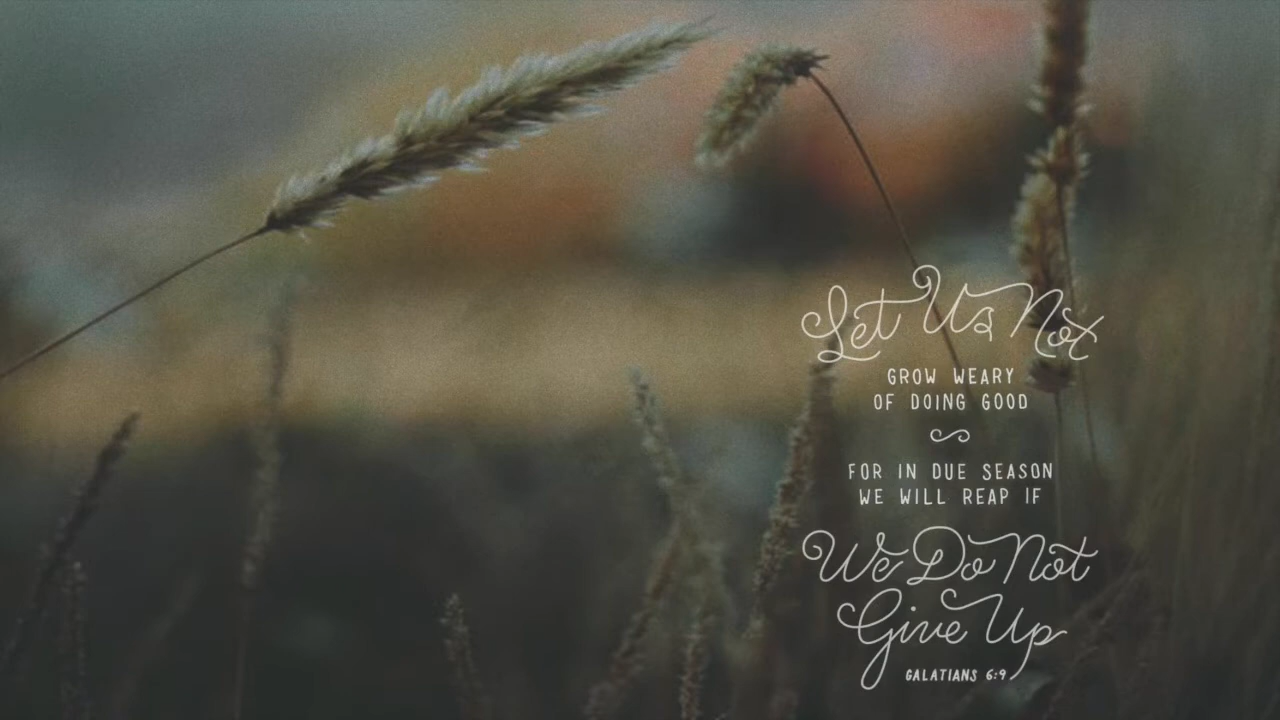 Let Us Not
GROW WEARY
OF DOING GOOD
FOR IN DUE SEASON
WE WILL REAP IF
We Do Not
Give Up
GALATIANS 6:9